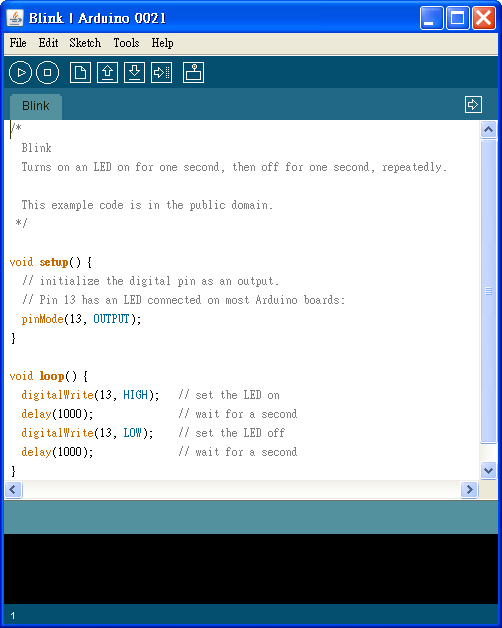 Blink | Arduino 0021
File Edit Sketch Tools Help
Blink
/*
  Blink
  Turns on an LED on for one second, then off for one second, repeatedly.

  This example code is in the public domain.
 */

void setup() {
  // initialize the digital pin as an output.
  // Pin 13 has an LED connected on most Arduino boards:
  pinMode(13, OUTPUT);
}

void loop() {
  digitalWrite(13, HIGH);   // set the LED on
  delay(1000);              // wait for a second
  digitalWrite(13, LOW);    // set the LED off
  delay(1000);              // wait for a second
}
1